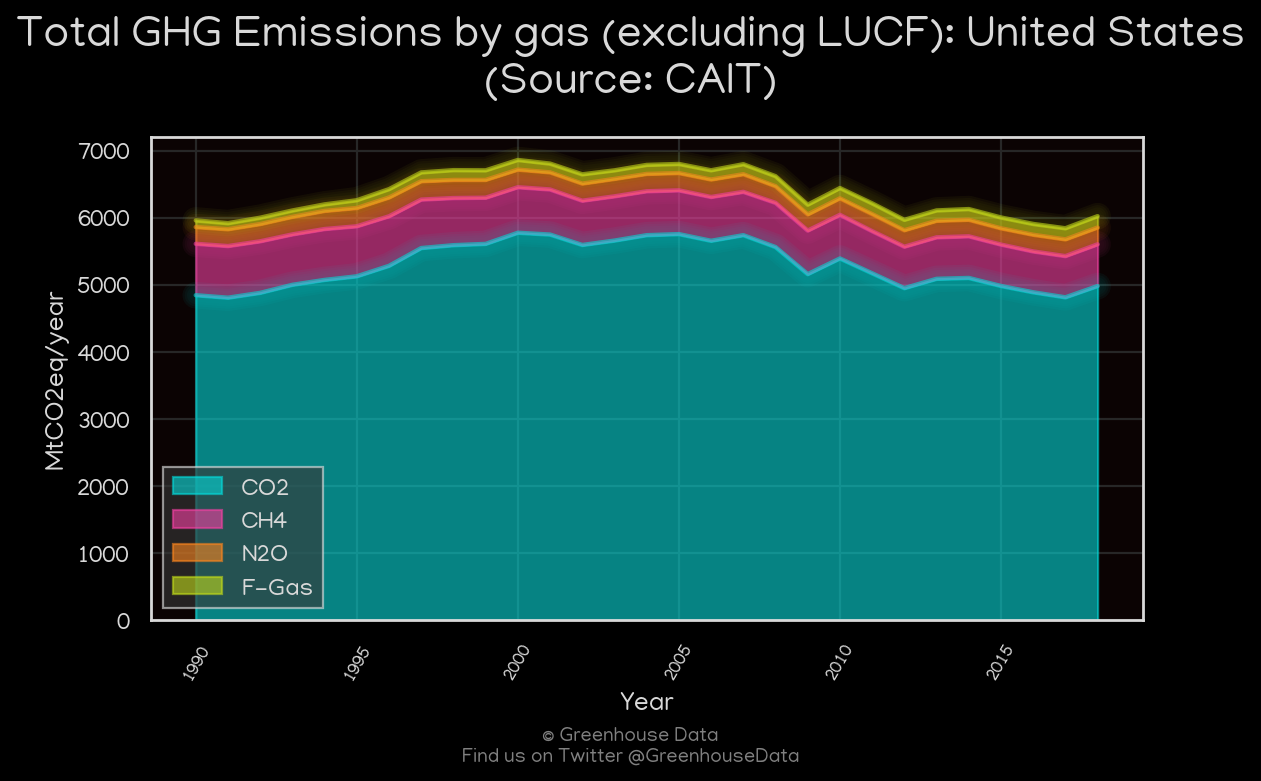 Total GHG Emissions by gas (excluding LUCF): United States
(Source: CAIT)
7000
6000
5000
4000
3000
2000
1000
0
MtCO2eq/year
CO2
CH4
N2O
F-Gas
1990
1995
2000
2005
2010
2015
Year
© Greenhouse Data
Find us on Twitter @GreenhouseData